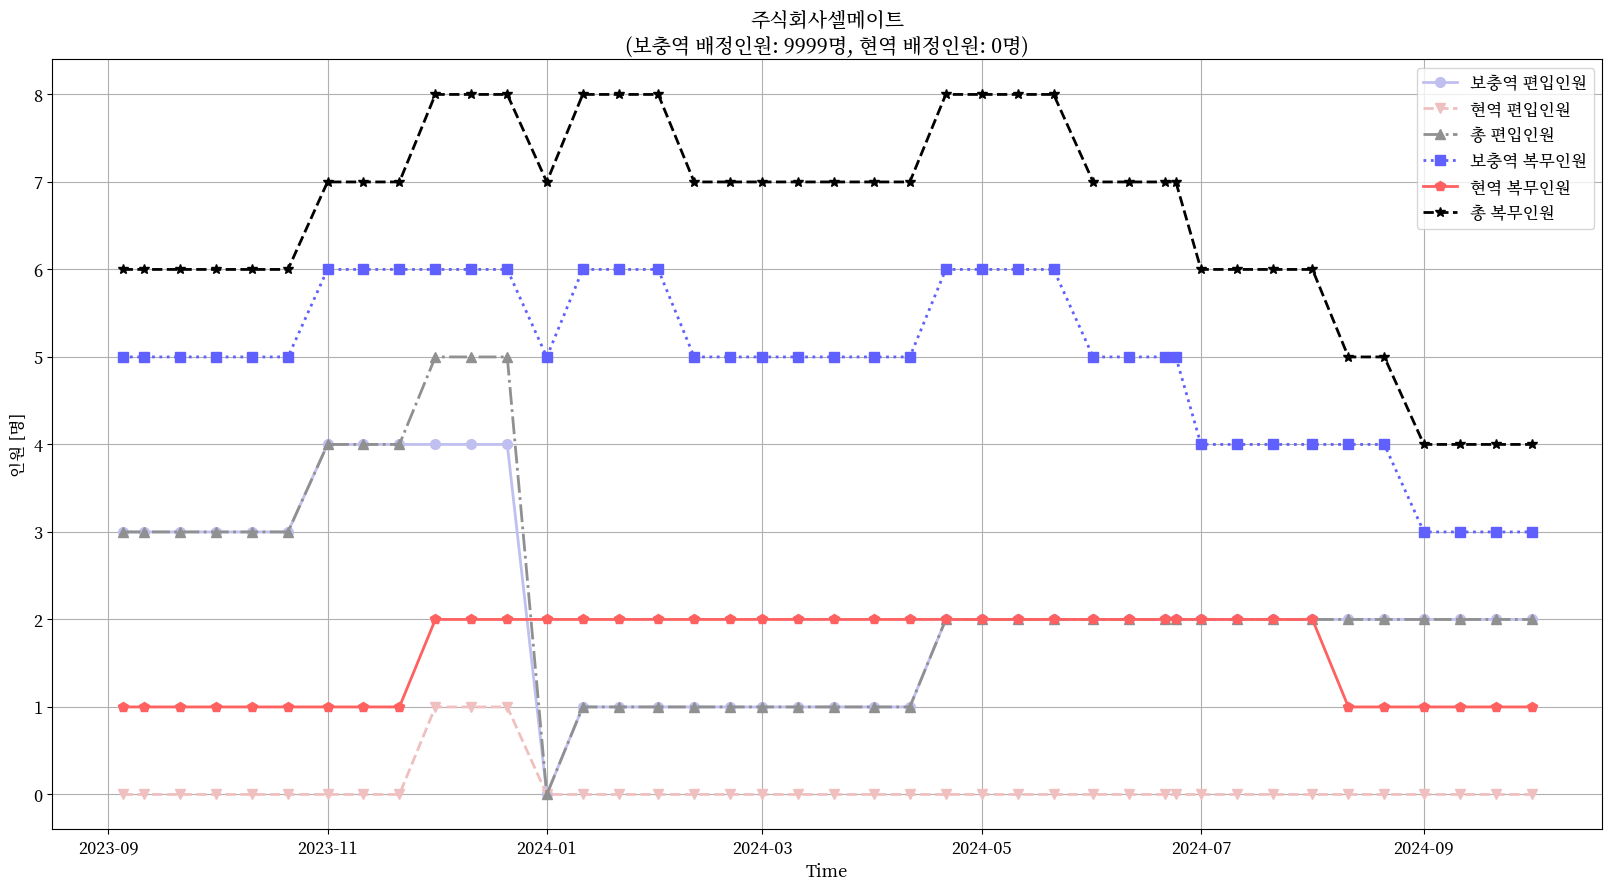 주식회사셀메이트
(보충역 배정인원: 9999명, 현역 배정인원: 0명)
보충역 편입인원
현역 편입인원
총 편입인원
보충역 복무인원
현역 복무인원
총 복무인원
8
7
6
5
4
3
2
1
0
인원 [명]
2023-09
2023-11
2024-01
2024-03
2024-05
2024-07
2024-09
Time